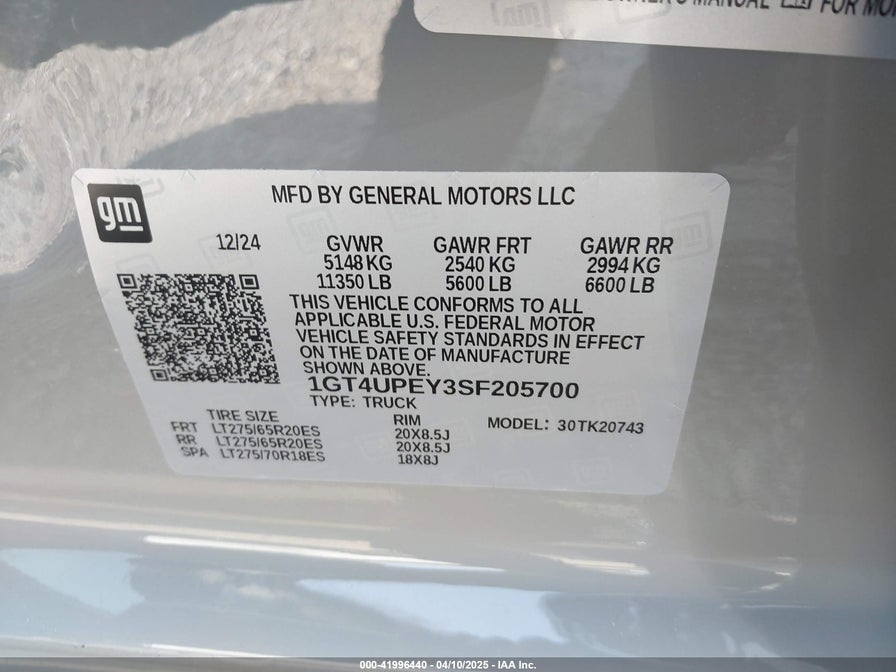 OWNER'S MANUAL FOR
gm
MFD BY GENERAL MOTORS LLC
12/24 GVWR GAWR FRT GAWR RR
5148 KG 2540 KG 2994 KG
11350 LB 5600 LB 6600 LB
THIS VEHICLE CONFORMS TO ALL
APPLICABLE U.S. FEDERAL MOTOR
VEHICLE SAFETY STANDARDS IN EFFECT
ON THE DATE OF MANUFACTURE
SHOWN ABOVE.
1GT4UPEY3SF205700
TYPE: TRUCK
TIRE SIZE RIM MODEL: 30TK20743
FRT LT275/65R20ES 20X8.5J
RR LT275/65R20ES 20X8.5J
SPA LT275/70R18ES 18X8J
000-41996440 - 04/10/2025 - IAA Inc.